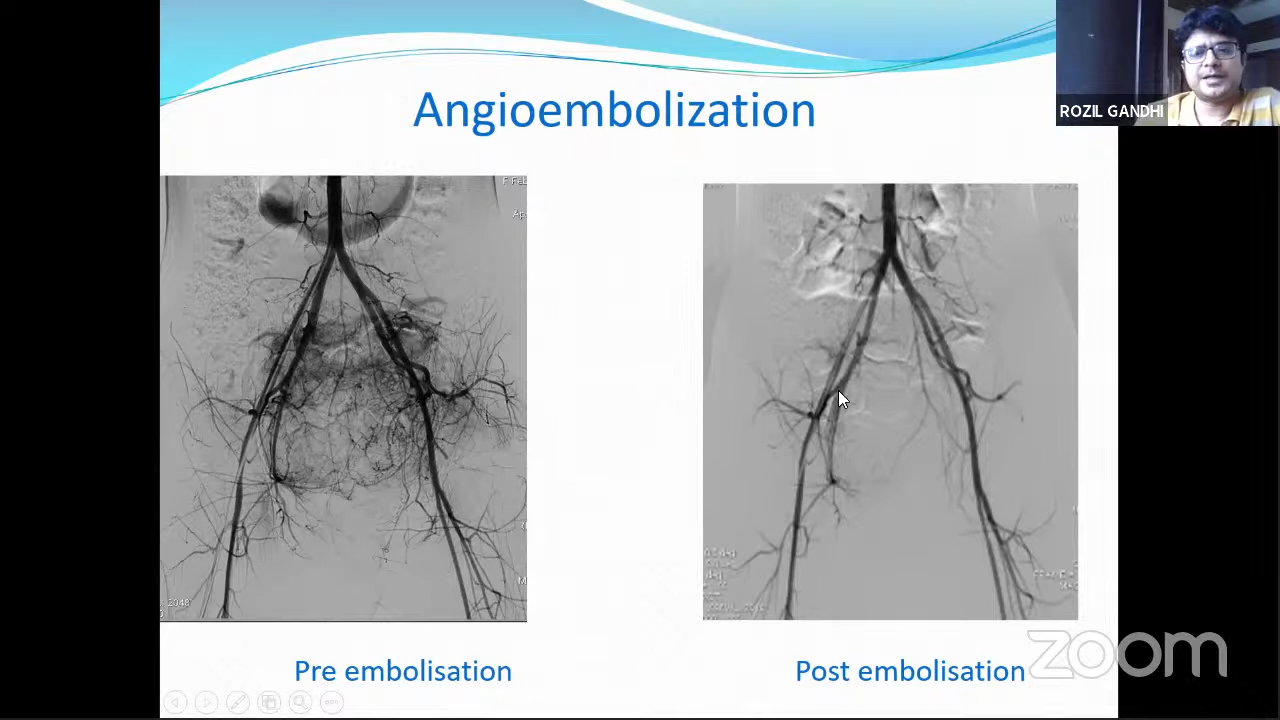 ROZIL GANDHI
Angioembolization
Pre embolisation
Post embolisation
zoom